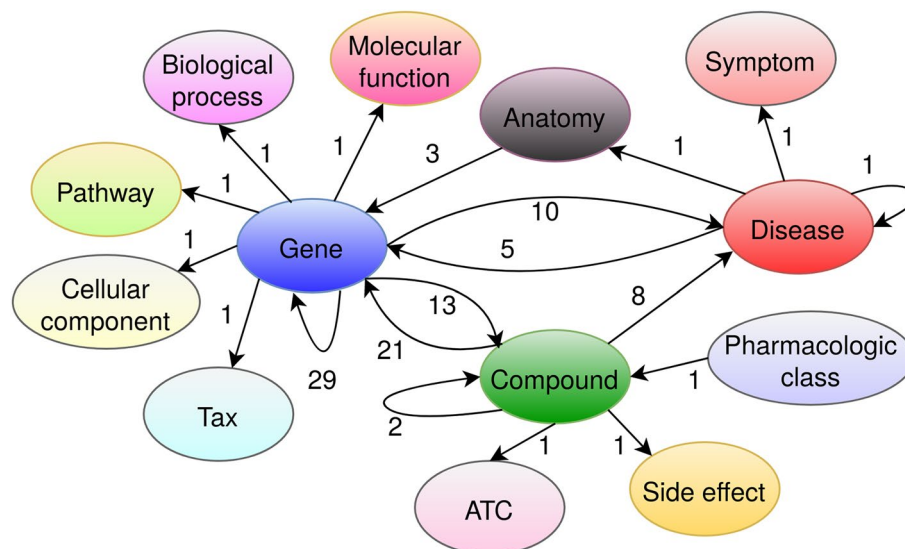 Biological
process
Molecular
function
Symptom
Anatomy
1
1
3
1
1
1
Pathway
1
10
Disease
Gene
1
5
Cellular
component
13
8
1
21
Pharmacologic
class
29
Compound
1
Tax
2
1
1
Side effect
ATC